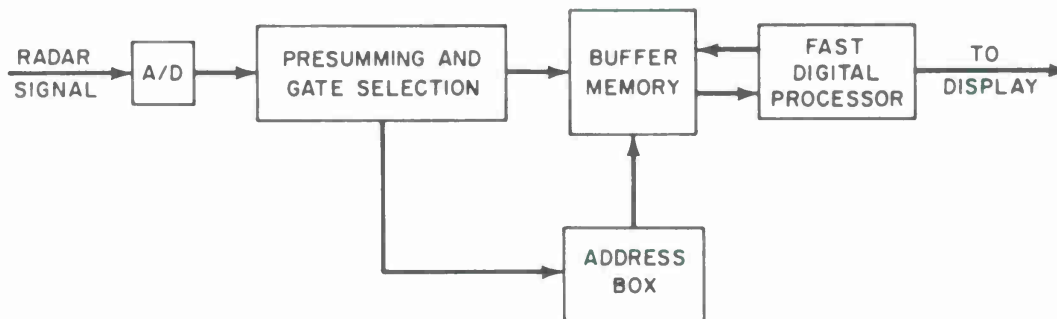 RADAR
SIGNAL
A/D
PRESUMMING AND
GATE SELECTION
BUFFER
MEMORY
FAST
DIGITAL
PROCESSOR
TO
DISPLAY
ADDRESS
BOX